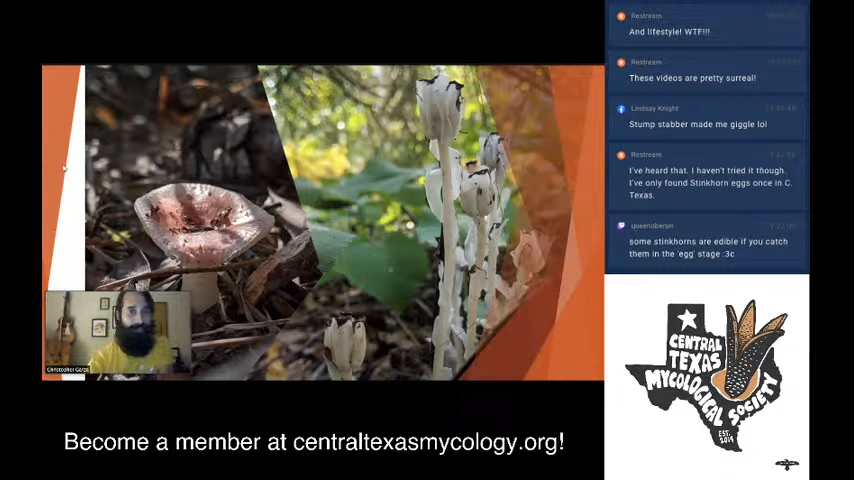 Restream
And lifestyle! WTF!!!
Restream
These videos are pretty surreal!
Lindsay Knight
Stump stabber made me giggle lol
Restream
I've heard that. I haven't tried it though.
I've only found Stinkhorn eggs once in C.
Texas.
queenoberon
some stinkhorns are edible if you catch
them in the 'egg' stage :3c
Christopher
CENTRAL
TEXAS
MYCOLOGICAL SOCIETY
EST.
2019
Become a member at centraltexasmycology.org!